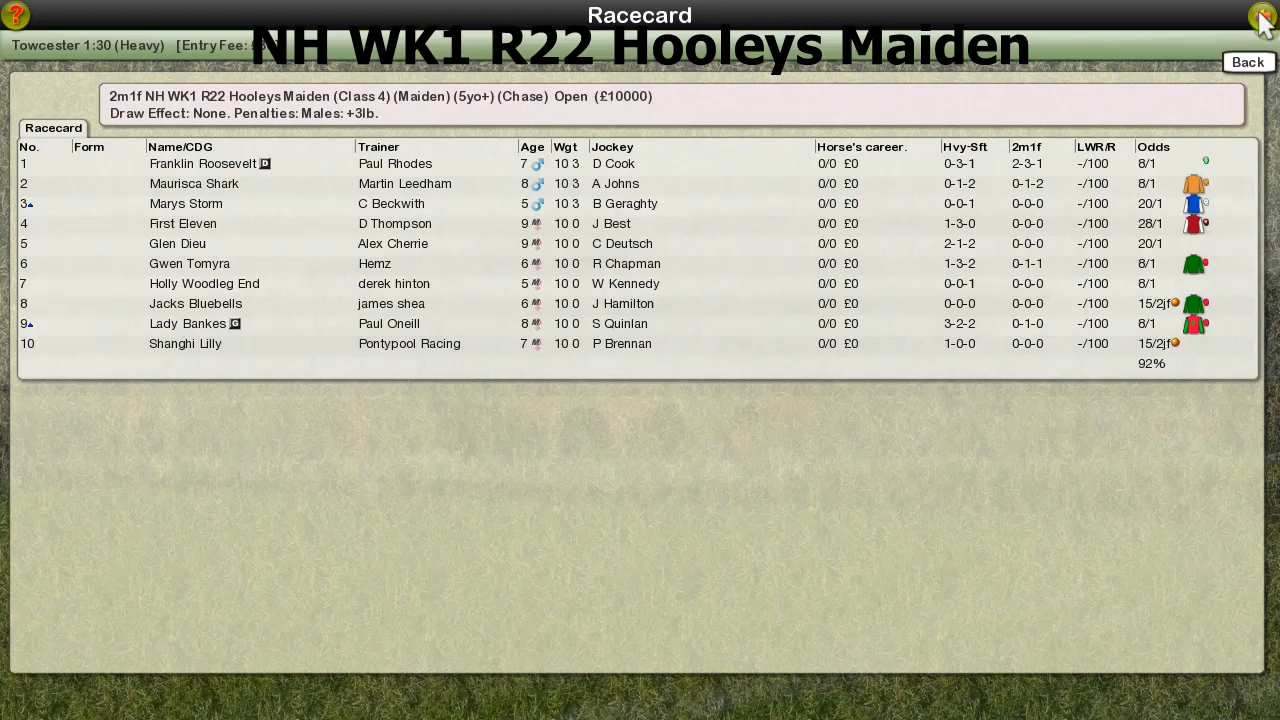 Racecard
NH WK1 R22 Hooleys Maiden
Towcester 1:30 (Heavy) [Entry Fee:
Back
2m1f NH WK1 R22 Hooleys Maiden (Class 4) (Maiden) (5yo+) (Chase) Open (£10000)
Draw Effect: None. Penalties: Males: +3lb.
Racecard
No. Form Name/CDG Trainer Age Wgt Jockey Horse's career. Hvy-Sft 2m1f LWR/R Odds
1 Franklin Roosevelt D Paul Rhodes 7 10 3 D Cook 0/0 £0 0-3-1 2-3-1 -/100 8/1
2 Maurisca Shark Martin Leedham 8 10 3 A Johns 0/0 £0 0-1-2 0-1-2 -/100 8/1
3 Marys Storm C Beckwith 5 10 3 B Geraghty 0/0 £0 0-0-1 0-0-0 -/100 20/1
4 First Eleven D Thompson 9 10 0 J Best 0/0 £0 1-3-0 0-0-0 -/100 28/1
5 Glen Dieu Alex Cherrie 9 10 0 C Deutsch 0/0 £0 2-1-2 0-0-0 -/100 20/1
6 Gwen Tomyra Hemz 6 10 0 R Chapman 0/0 £0 1-3-2 0-1-1 -/100 8/1
7 Holly Woodleg End derek hinton 5 10 0 W Kennedy 0/0 £0 0-0-1 0-0-0 -/100 8/1
8 Jacks Bluebells james shea 6 10 0 J Hamilton 0/0 £0 0-0-0 0-0-0 -/100 15/2jf
9 Lady Bankes G Paul Oneill 8 10 0 S Quinlan 0/0 £0 3-2-2 0-1-0 -/100 8/1
10 Shanghi Lilly Pontypool Racing 7 10 0 P Brennan 0/0 £0 1-0-0 0-0-0 -/100 15/2jf
92%